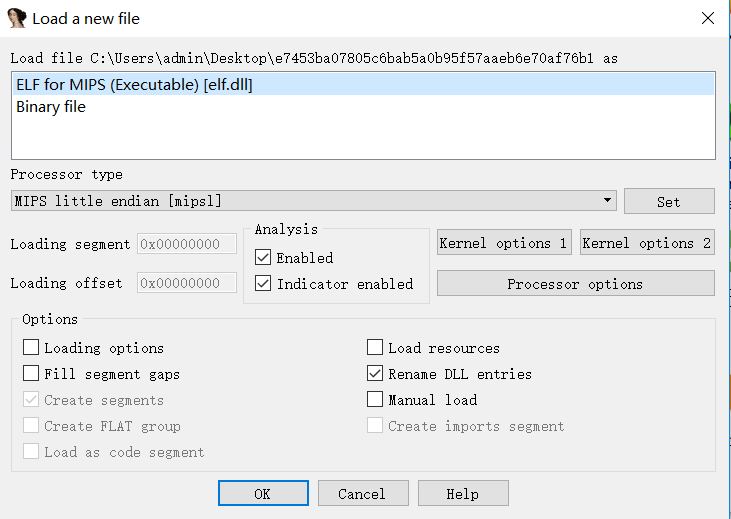 Load a new file
Load file C:\Users\admin\Desktop\e7453ba07805c6bab5a0b95f57aaeb6e70af76b1 as
ELF for MIPS (Executable) [elf.dll]
Binary file
Processor type
MIPS little endian [mipsl]
Set
Loading segment 0x00000000
Loading offset 0x00000000
Analysis
Enabled
Indicator enabled
Kernel options 1
Kernel options 2
Processor options
Options
Loading options
Fill segment gaps
Create segments
Create FLAT group
Load as code segment
Load resources
Rename DLL entries
Manual load
Create imports segment
OK
Cancel
Help